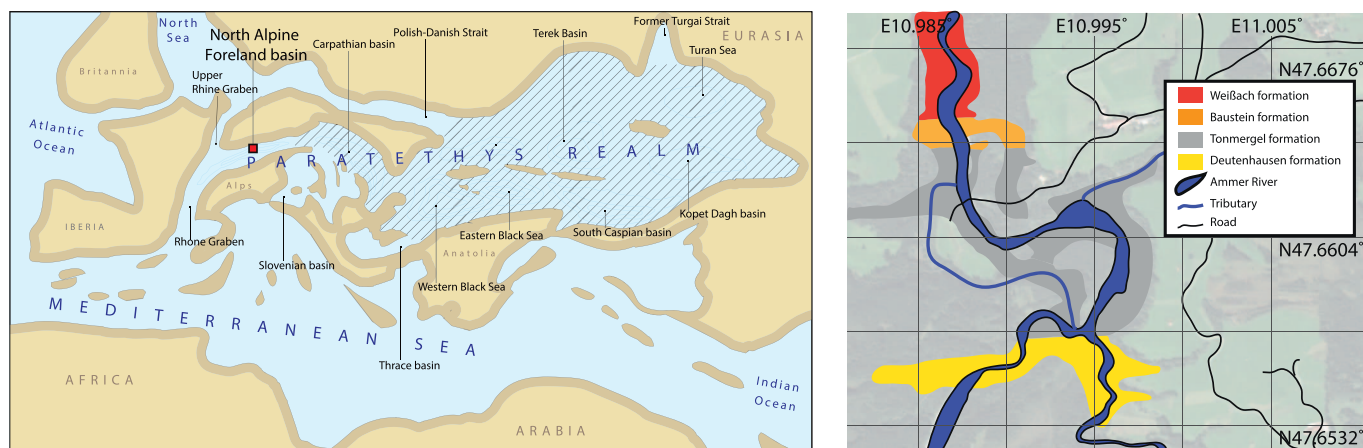 North
Sea
Former Turgai Strait
EURASIA
Polish-Danish Strait
Terek Basin
North Alpine
Foreland basin
Carpathian basin
Turan Sea
Britannia
Upper
Rhine Graben
Atlantic
Ocean
PARATETHYS REALM
Alps
IBERIA
Rhone Graben
Slovenian basin
Eastern Black Sea
South Caspian basin
Kopet Dagh basin
Anatolia
Western Black Sea
MEDITERRANEAN SEA
Thrace basin
AFRICA
ARABIA
Indian
Ocean
E10.985°
E10.995°
E11.005°
N47.6676°
Weißach formation
Baustein formation
Tonmergel formation
Deutenhausen formation
Ammer River
Tributary
Road
N47.6604°
N47.6532°